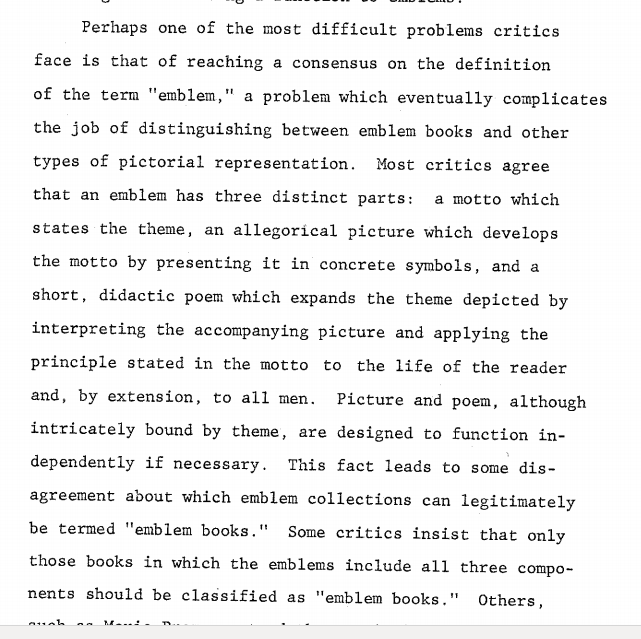 Perhaps one of the most difficult problems critics
face is that of reaching a consensus on the definition
of the term "emblem," a problem which eventually complicates
the job of distinguishing between emblem books and other
types of pictorial representation.  Most critics agree
that an emblem has three distinct parts:  a motto which
states the theme, an allegorical picture which develops
the motto by presenting it in concrete symbols, and a
short, didactic poem which expands the theme depicted by
interpreting the accompanying picture and applying the
principle stated in the motto to the life of the reader
and, by extension, to all men.  Picture and poem, although
intricately bound by theme, are designed to function in-
dependently if necessary.  This fact leads to some dis-
agreement about which emblem collections can legitimately
be termed "emblem books."  Some critics insist that only
those books in which the emblems include all three compo-
nents should be classified as "emblem books."  Others,